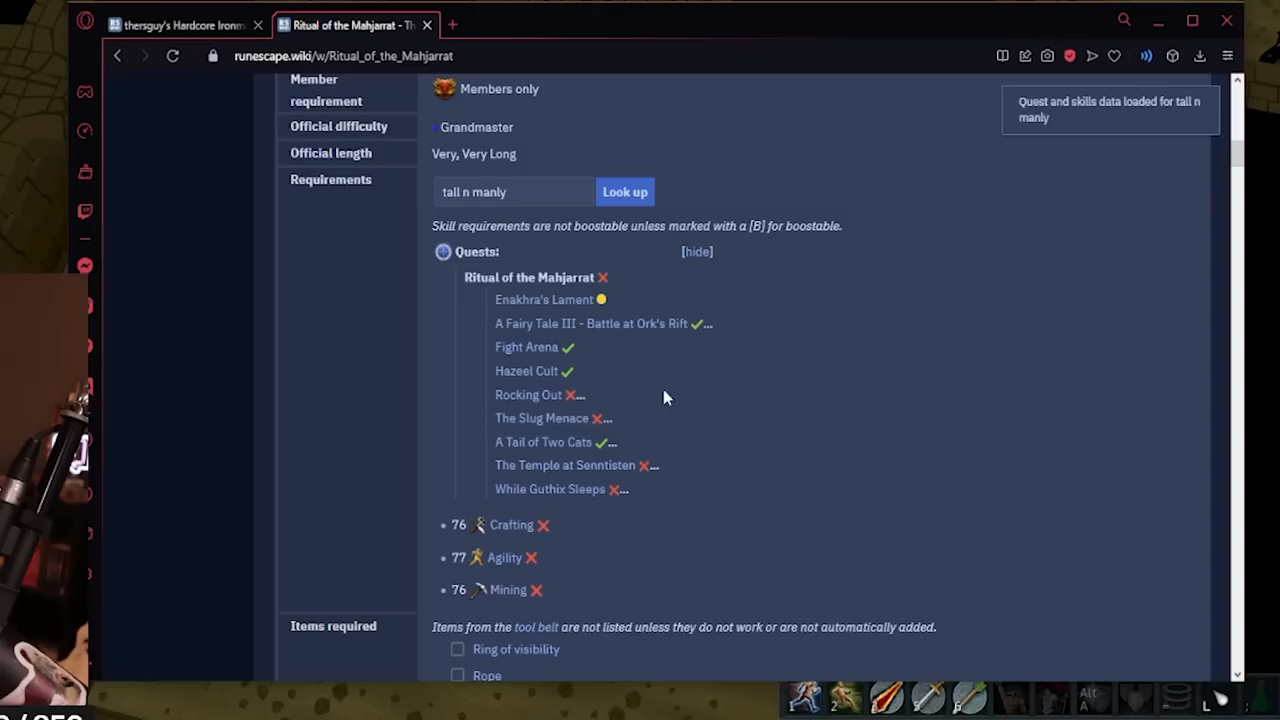 thersguy's Hardcore Ironm
Ritual of the Mahjarrat - Th
runescape.wiki/w/Ritual_of_the_Mahjarrat
Member requirement
Members only
Quest and skills data loaded for tall n manly
Official difficulty
Grandmaster
Official length
Very, Very Long
Requirements
tall n manly
Look up
Skill requirements are not boostable unless marked with a [B] for boostable.
Quests:
[hide]
Ritual of the Mahjarrat
Enakhra's Lament
A Fairy Tale III - Battle at Ork's Rift ...
Fight Arena
Hazeel Cult
Rocking Out ...
The Slug Menace ...
A Tail of Two Cats ...
The Temple at Senntisten ...
While Guthix Sleeps ...
76 Crafting
77 Agility
76 Mining
Items required
Items from the tool belt are not listed unless they do not work or are not automatically added.
Ring of visibility
Rope